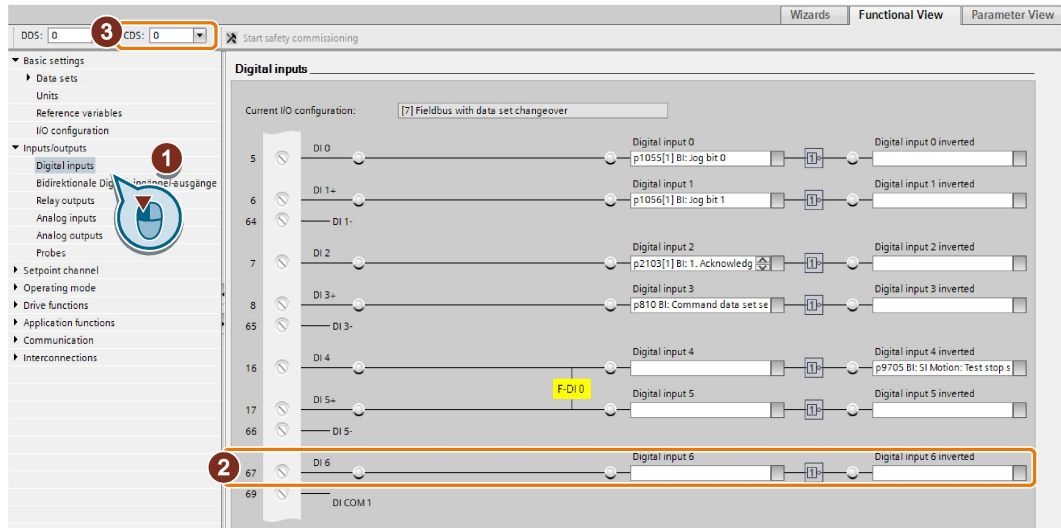 Wizards Functional View Parameter View
DDS: 0 3 CDS: 0 Start safety commissioning
Basic settings
Data sets
Units
Reference variables
I/O configuration
Inputs/outputs
Digital inputs 1
Bidirektionale
Relay outputs
Analog inputs
Analog outputs
Probes
Setpoint channel
Operating mode
Drive functions
Application functions
Communication
Interconnections
Digital inputs
Current I/O configuration: [7] Fieldbus with data set changeover
Digital input 0 Digital input 0 inverted
5 DI 0 p1055[1] BI: Jog bit 0 1
Digital input 1 Digital input 1 inverted
6 DI 1+ p1056[1] BI: Jog bit 1 1
64 DI 1-
Digital input 2 Digital input 2 inverted
7 DI 2 p2103[1] BI: 1. Acknowledg 1
Digital input 3 Digital input 3 inverted
8 DI 3+ p810 BI: Command data set se 1
65 DI 3-
Digital input 4 Digital input 4 inverted
16 DI 4 1 p9705 BI: SI Motion: Test stop s
F-DI 0
Digital input 5 Digital input 5 inverted
17 DI 5+ 1
66 DI 5-
Digital input 6 Digital input 6 inverted
2 67 DI 6 1
69 DI COM 1